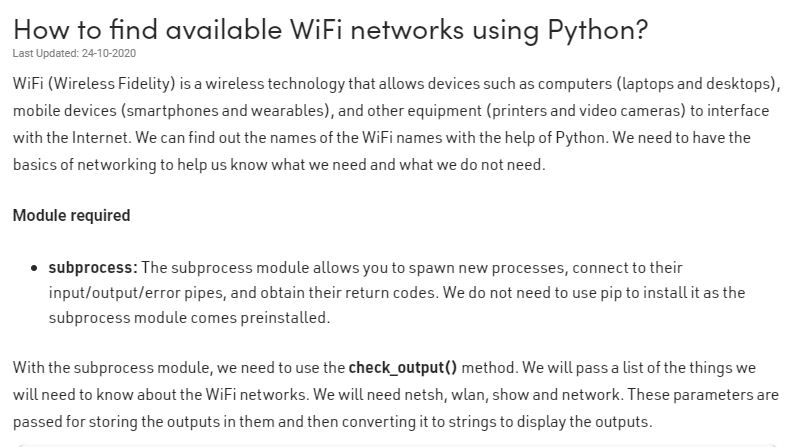 How to find available WiFi networks using Python?
Last Updated: 24-10-2020
WiFi (Wireless Fidelity) is a wireless technology that allows devices such as computers (laptops and desktops),
mobile devices (smartphones and wearables), and other equipment (printers and video cameras) to interface
with the Internet. We can find out the names of the WiFi names with the help of Python. We need to have the
basics of networking to help us know what we need and what we do not need.
Module required
• subprocess: The subprocess module allows you to spawn new processes, connect to their
input/output/error pipes, and obtain their return codes. We do not need to use pip to install it as the
subprocess module comes preinstalled.
With the subprocess module, we need to use the check_output() method. We will pass a list of the things we
will need to know about the WiFi networks. We will need netsh, wlan, show and network. These parameters are
passed for storing the outputs in them and then converting it to strings to display the outputs.